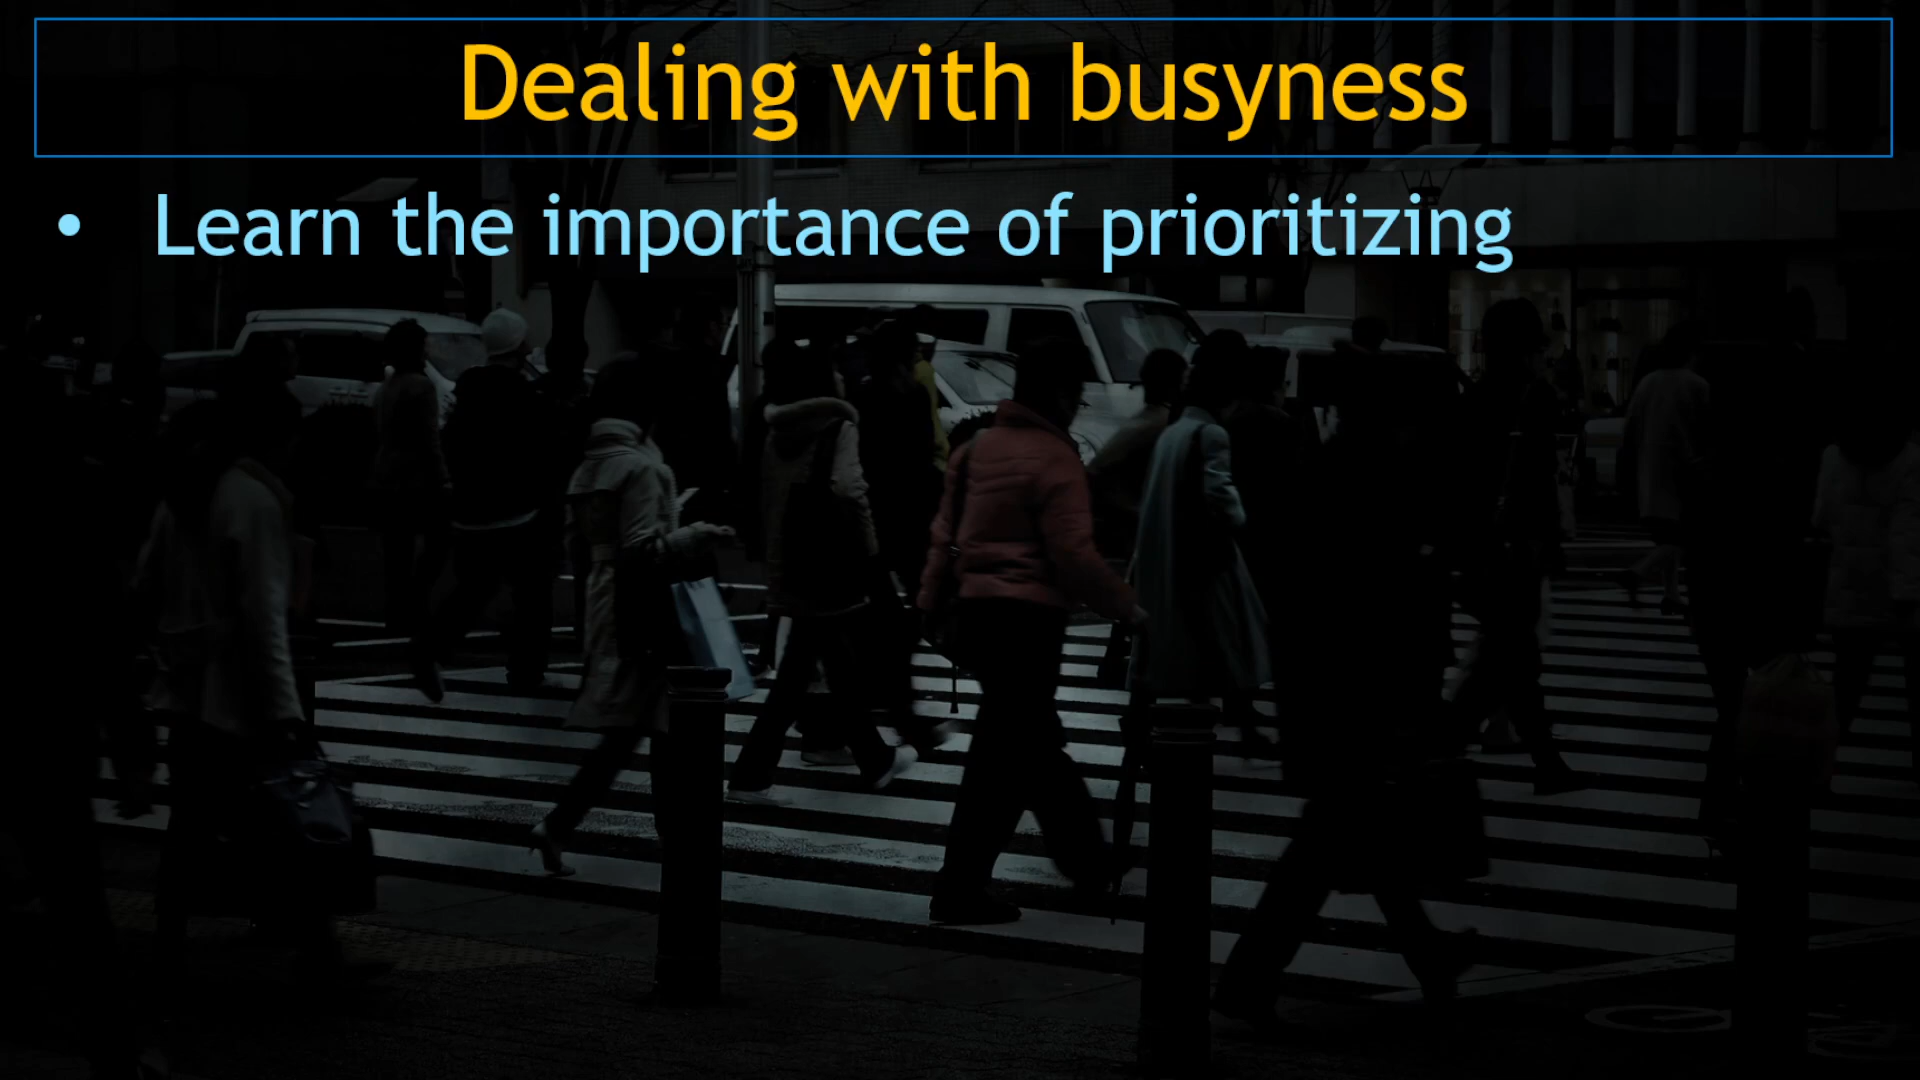 Dealing with busyness
• Learn the importance of prioritizing